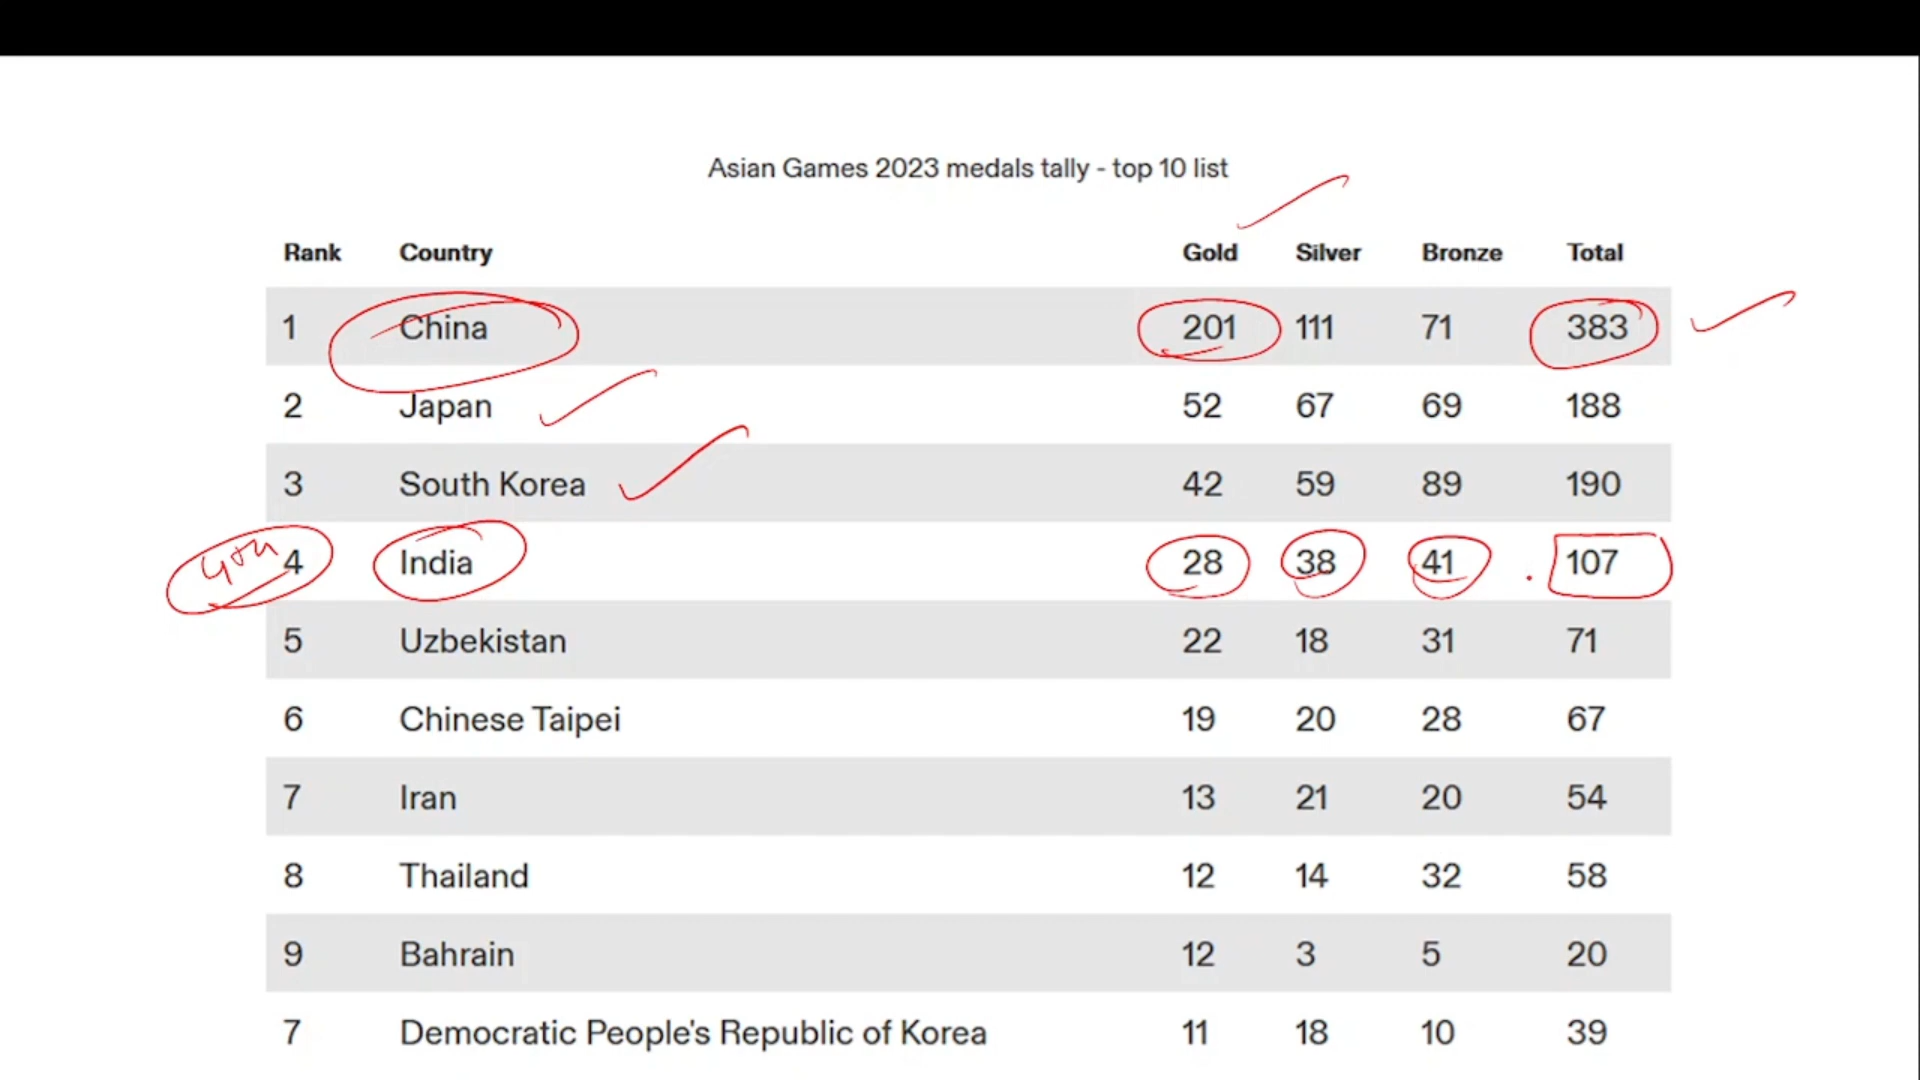 Asian Games 2023 medals tally - top 10 list
Rank Country Gold Silver Bronze Total
1 China 201 111 71 383
2 Japan 52 67 69 188
3 South Korea 42 59 89 190
4th 4 India 28 38 41 107
5 Uzbekistan 22 18 31 71
6 Chinese Taipei 19 20 28 67
7 Iran 13 21 20 54
8 Thailand 12 14 32 58
9 Bahrain 12 3 5 20
7 Democratic People's Republic of Korea 11 18 10 39